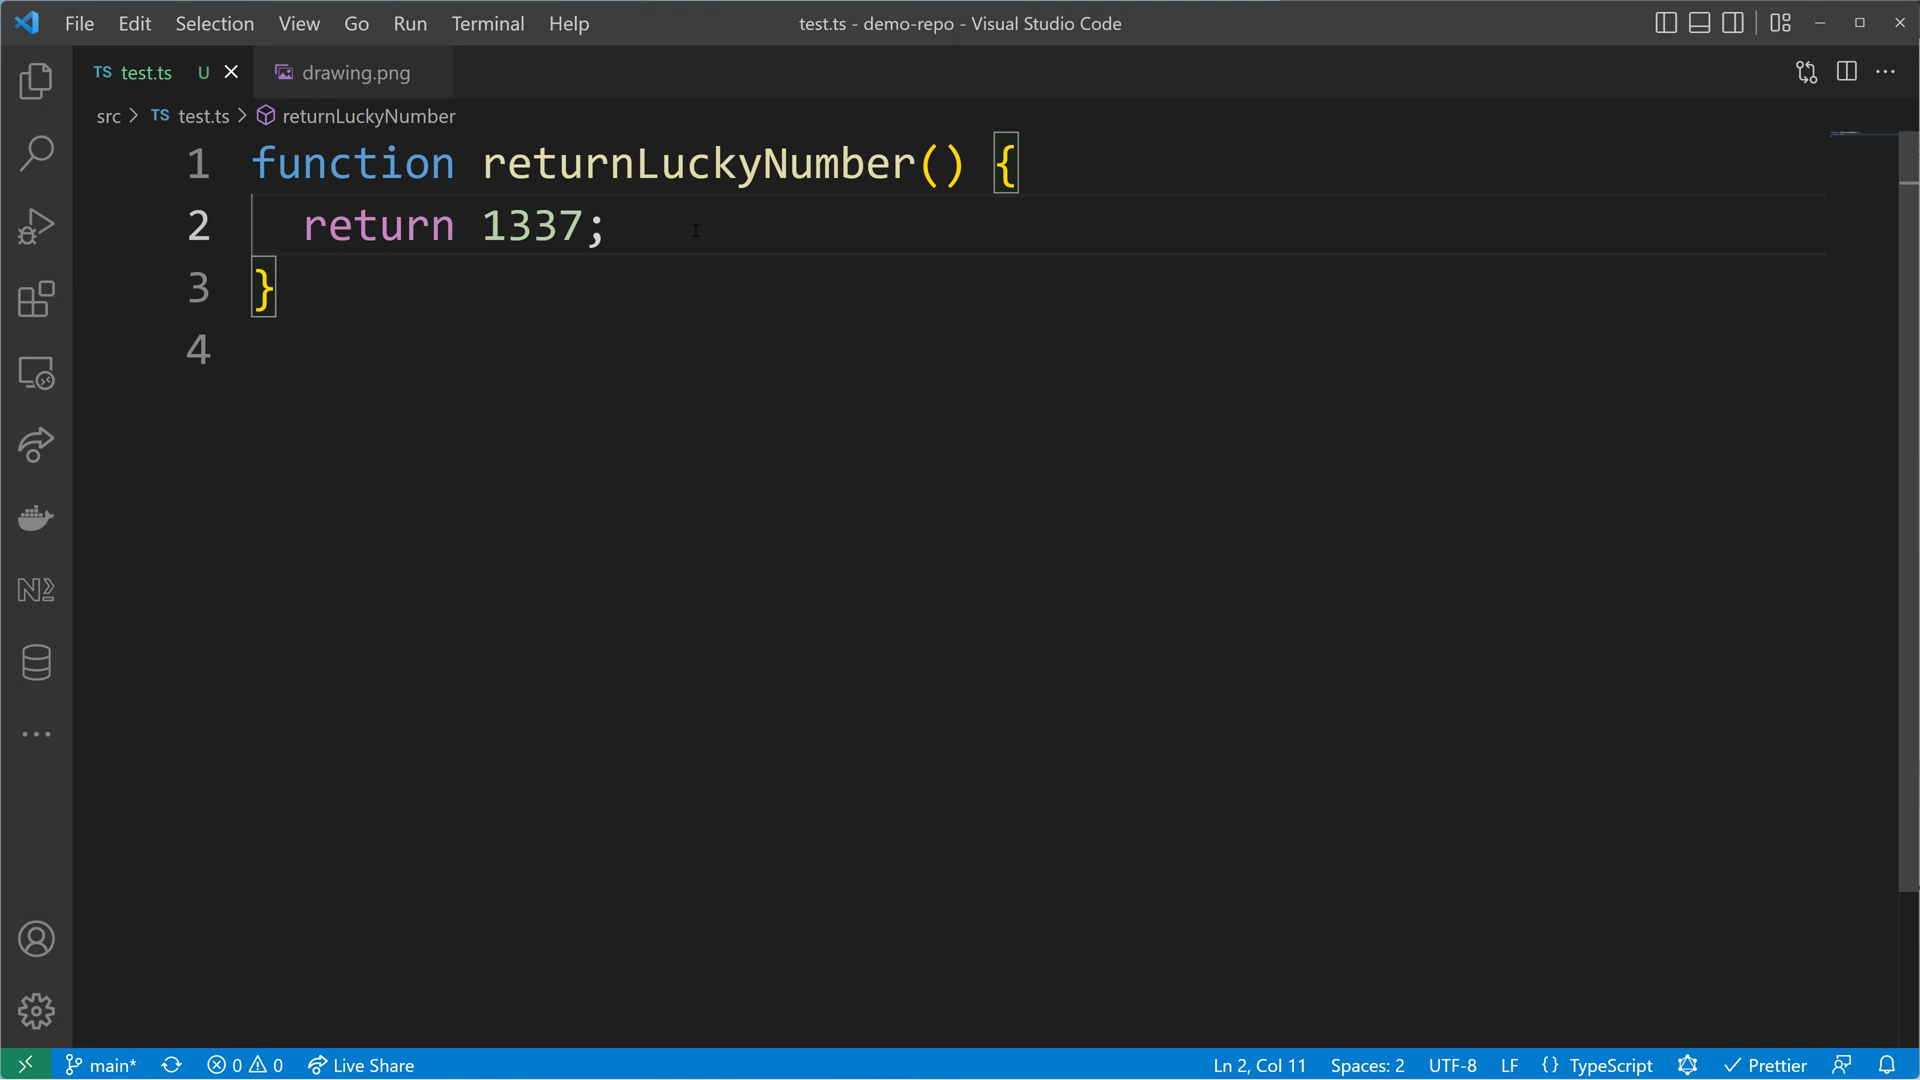 File Edit Selection View Go Run Terminal Help test.ts - demo-repo - Visual Studio Code
TS test.ts U drawing.png
src > TS test.ts > returnLuckyNumber
1 function returnLuckyNumber() {
2 return 1337;
3 }
4
main* 0 0 Live Share Ln 2, Col 11 Spaces: 2 UTF-8 LF {} TypeScript Prettier